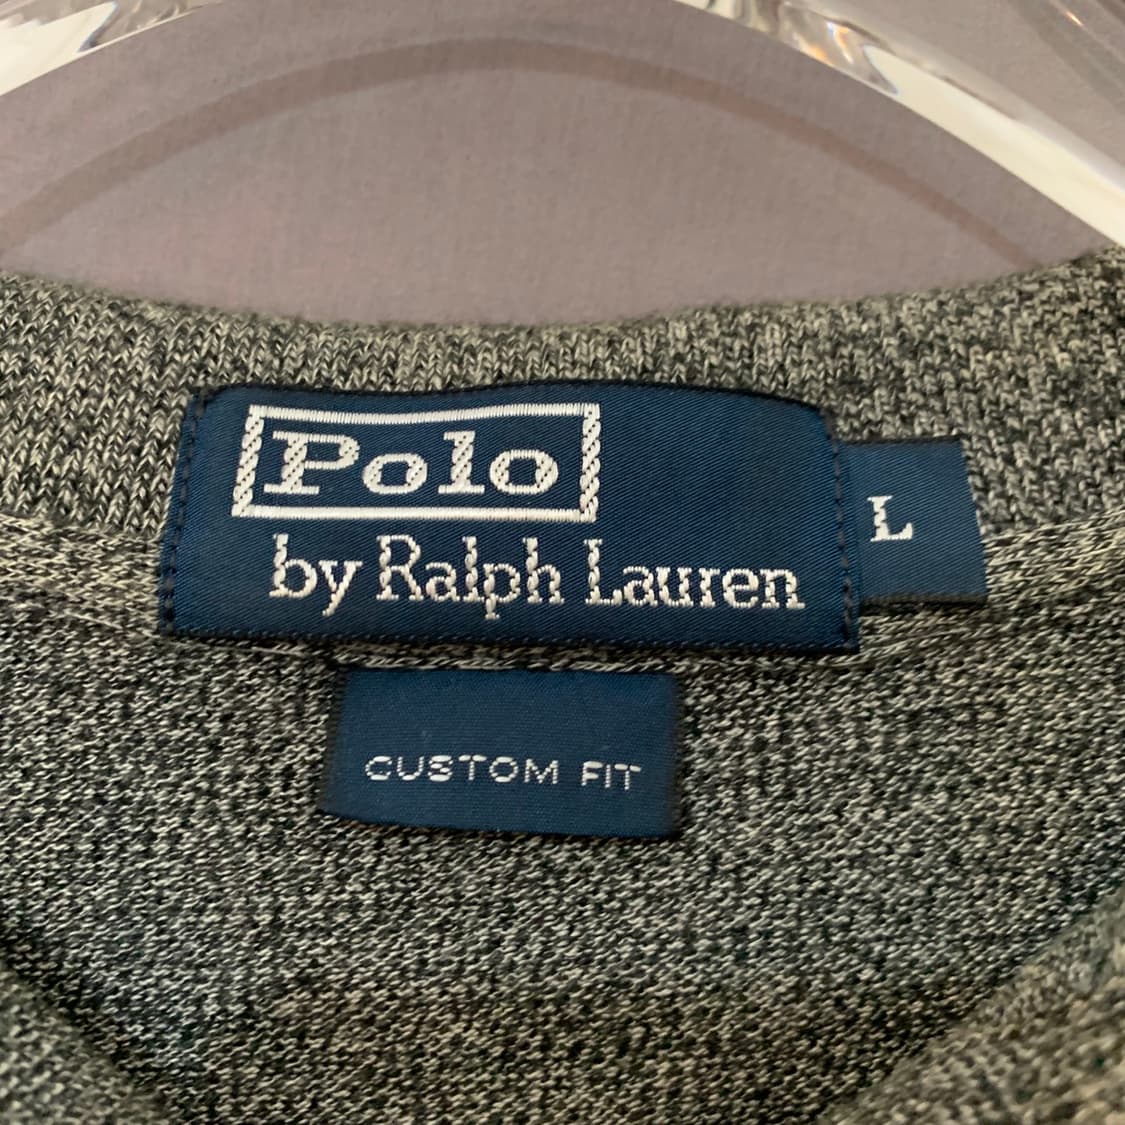 Polo
by Ralph Lauren
L
CUSTOM FIT